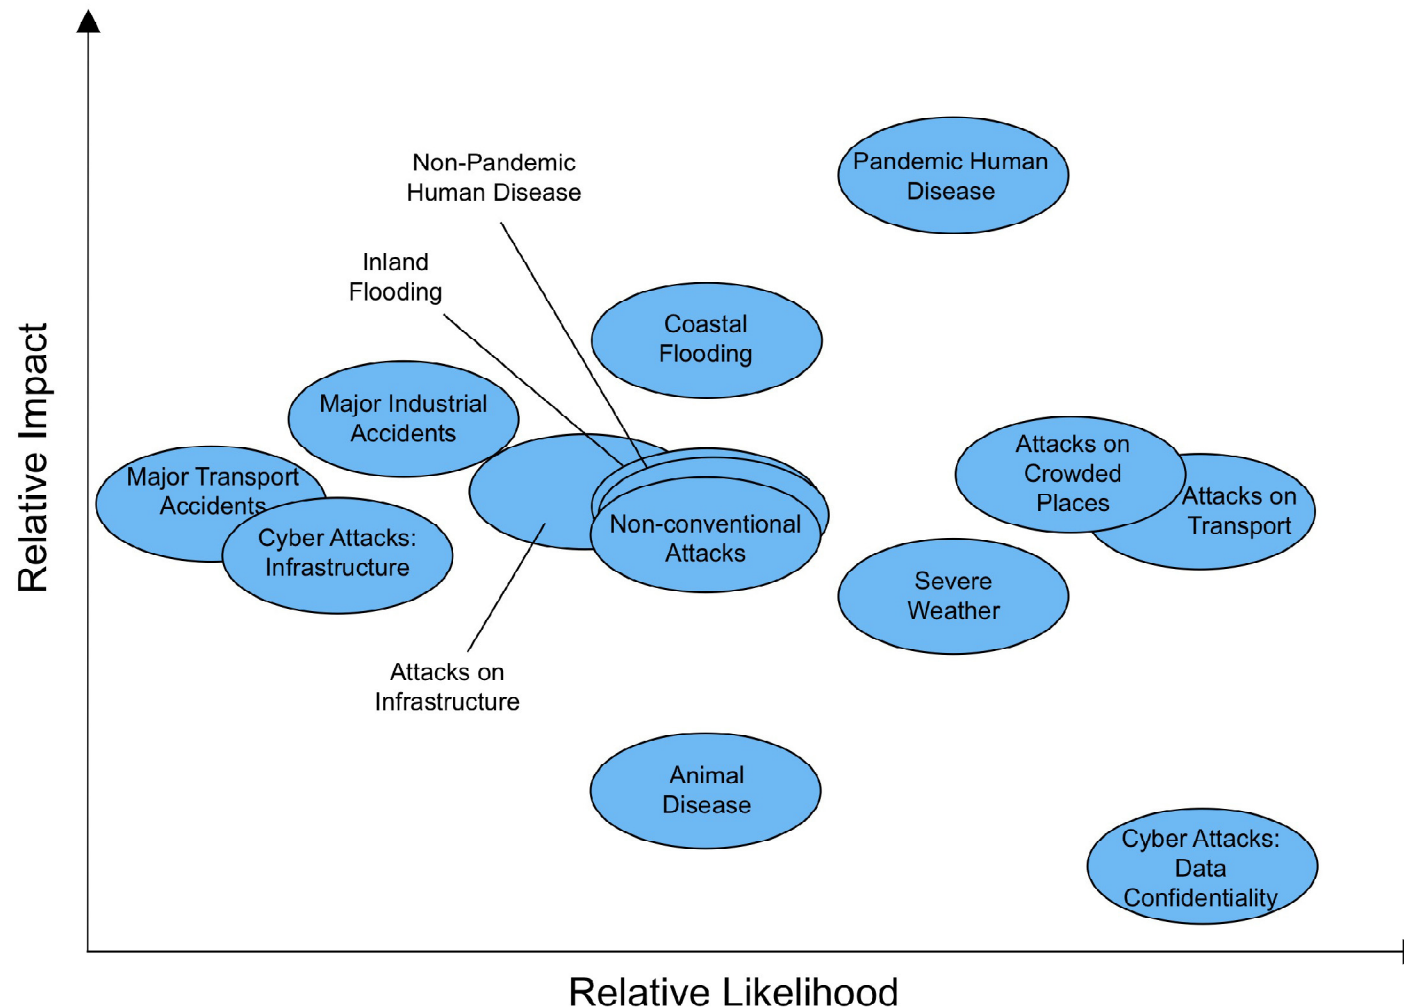 Pandemic Human
Disease
Non-Pandemic
Human Disease
Inland
Flooding
Coastal
Flooding
Major Industrial
Accidents
Major Transport
Accidents
Cyber Attacks:
Infrastructure
Non-conventional
Attacks
Attacks on
Crowded
Places
Attacks on
Transport
Severe
Weather
Attacks on
Infrastructure
Animal
Disease
Cyber Attacks:
Data
Confidentiality
Relative Impact
Relative Likelihood